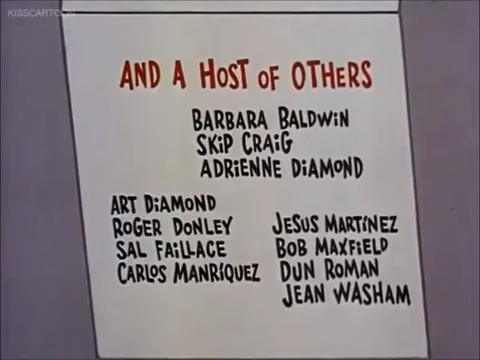 KISSCARTOON
AND A HOST OF OTHERS
BARBARA BALDWIN
SKIP CRAIG
ADRIENNE DIAMOND
ART DIAMOND
ROGER DONLEY
SAL FAILLACE
CARLOS MANRIQUEZ
JESUS MARTINEZ
BOB MAXFIELD
DUN ROMAN
JEAN WASHAM